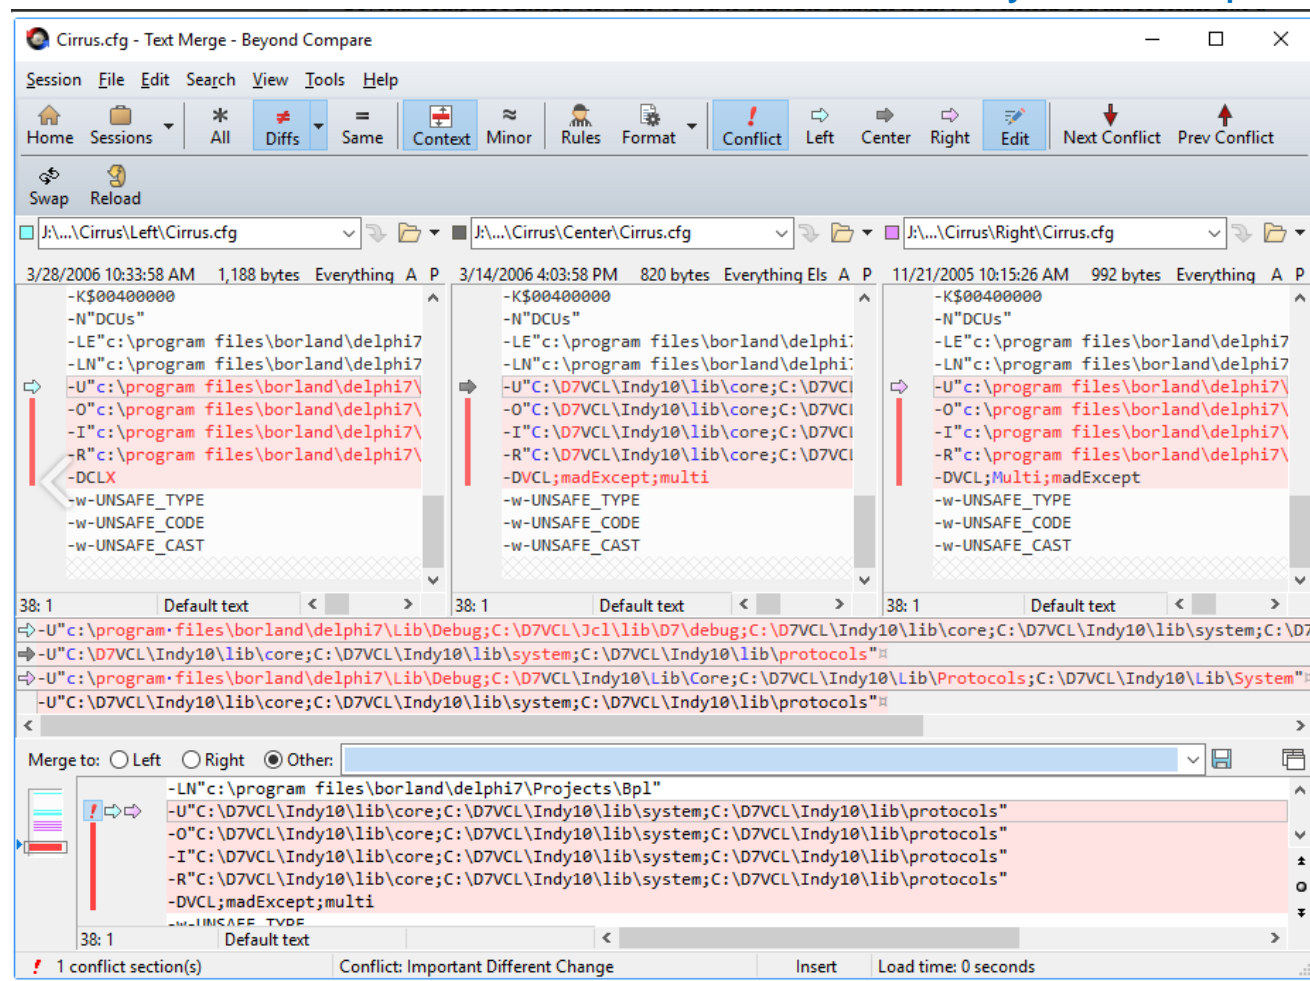 Cirrus.cfg - Text Merge - Beyond Compare
Session File Edit Search View Tools Help
Home Sessions All Diffs Same Context Minor Rules Format Conflict Left Center Right Edit Next Conflict Prev Conflict
Swap Reload
J:\...\Cirrus\Left\Cirrus.cfg J:\...\Cirrus\Center\Cirrus.cfg J:\...\Cirrus\Right\Cirrus.cfg
3/28/2006 10:33:58 AM 1,188 bytes Everything A P 3/14/2006 4:03:58 PM 820 bytes Everything Els A P 11/21/2005 10:15:26 AM 992 bytes Everything A P
-K$00400000 -K$00400000 -K$00400000
-N"DCUs" -N"DCUs" -N"DCUs"
-LE"c:\program files\borland\delphi7 -LE"c:\program files\borland\delphi -LE"c:\program files\borland\delphi7
-LN"c:\program files\borland\delphi7 -LN"c:\program files\borland\delphi -LN"c:\program files\borland\delphi7
-U"c:\program files\borland\delphi7\ -U"C:\D7VCL\Indy10\lib\core;C:\D7VCL -U"c:\program files\borland\delphi7\
-O"c:\program files\borland\delphi7\ -O"C:\D7VCL\Indy10\lib\core;C:\D7VCL -O"c:\program files\borland\delphi7\
-I"c:\program files\borland\delphi7\ -I"C:\D7VCL\Indy10\lib\core;C:\D7VCL -I"c:\program files\borland\delphi7\
-R"c:\program files\borland\delphi7\ -R"C:\D7VCL\Indy10\lib\core;C:\D7VCL -R"c:\program files\borland\delphi7\
-DCLX -DVCL;madExcept;multi -DVCL;Multi;madExcept
-w-UNSAFE_TYPE -w-UNSAFE_TYPE -w-UNSAFE_TYPE
-w-UNSAFE_CODE -w-UNSAFE_CODE -w-UNSAFE_CODE
-w-UNSAFE_CAST -w-UNSAFE_CAST -w-UNSAFE_CAST
38: 1 Default text 38: 1 Default text 38: 1 Default text
-U"c:\program·files\borland\delphi7\Lib\Debug;C:\D7VCL\Jcl\lib\D7\debug;C:\D7VCL\Indy10\lib\core;C:\D7VCL\Indy10\lib\system;C:\D7
-U"C:\D7VCL\Indy10\lib\core;C:\D7VCL\Indy10\lib\system;C:\D7VCL\Indy10\lib\protocols"¤
-U"c:\program·files\borland\delphi7\Lib\Debug;C:\D7VCL\Indy10\Lib\Core;C:\D7VCL\Indy10\Lib\Protocols;C:\D7VCL\Indy10\Lib\System"¤
-U"C:\D7VCL\Indy10\lib\core;C:\D7VCL\Indy10\lib\system;C:\D7VCL\Indy10\lib\protocols"¤
Merge to: Left Right Other:
-LN"c:\program files\borland\delphi7\Projects\Bpl"
-U"C:\D7VCL\Indy10\lib\core;C:\D7VCL\Indy10\lib\system;C:\D7VCL\Indy10\lib\protocols"
-O"C:\D7VCL\Indy10\lib\core;C:\D7VCL\Indy10\lib\system;C:\D7VCL\Indy10\lib\protocols"
-I"C:\D7VCL\Indy10\lib\core;C:\D7VCL\Indy10\lib\system;C:\D7VCL\Indy10\lib\protocols"
-R"C:\D7VCL\Indy10\lib\core;C:\D7VCL\Indy10\lib\system;C:\D7VCL\Indy10\lib\protocols"
-DVCL;madExcept;multi
-w-UNSAFE_TYPE
38: 1 Default text
1 conflict section(s) Conflict: Important Different Change Insert Load time: 0 seconds